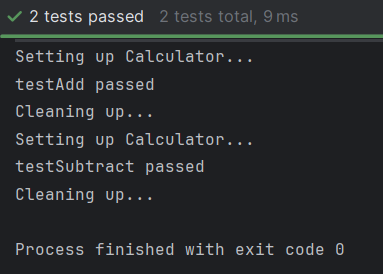 2 tests passed 2 tests total, 9 ms
Setting up Calculator...
testAdd passed
Cleaning up...
Setting up Calculator...
testSubtract passed
Cleaning up...
Process finished with exit code 0